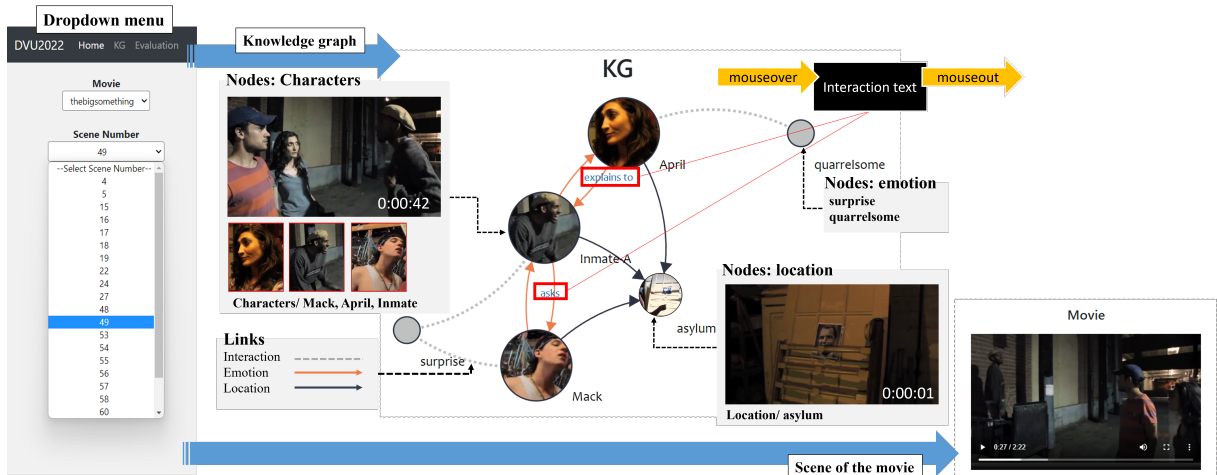 Dropdown menu
DVU2022 Home KG Evaluation
Movie
thebigsomething
Scene Number
49
--Select Scene Number--
4
5
15
16
17
18
19
22
24
27
48
49
53
54
55
56
57
58
60
Knowledge graph
Nodes: Characters
0:00:42
Characters/ Mack, April, Inmate
Links
Interaction
Emotion
Location
KG
mouseover
Interaction text
mouseout
April
explains to
quarrelsome
Nodes: emotion
surprise
quarrelsome
Inmate A
asks
asylum
surprise
Mack
Nodes: location
0:00:01
Location/ asylum
Movie
0:27 / 2:22
Scene of the movie